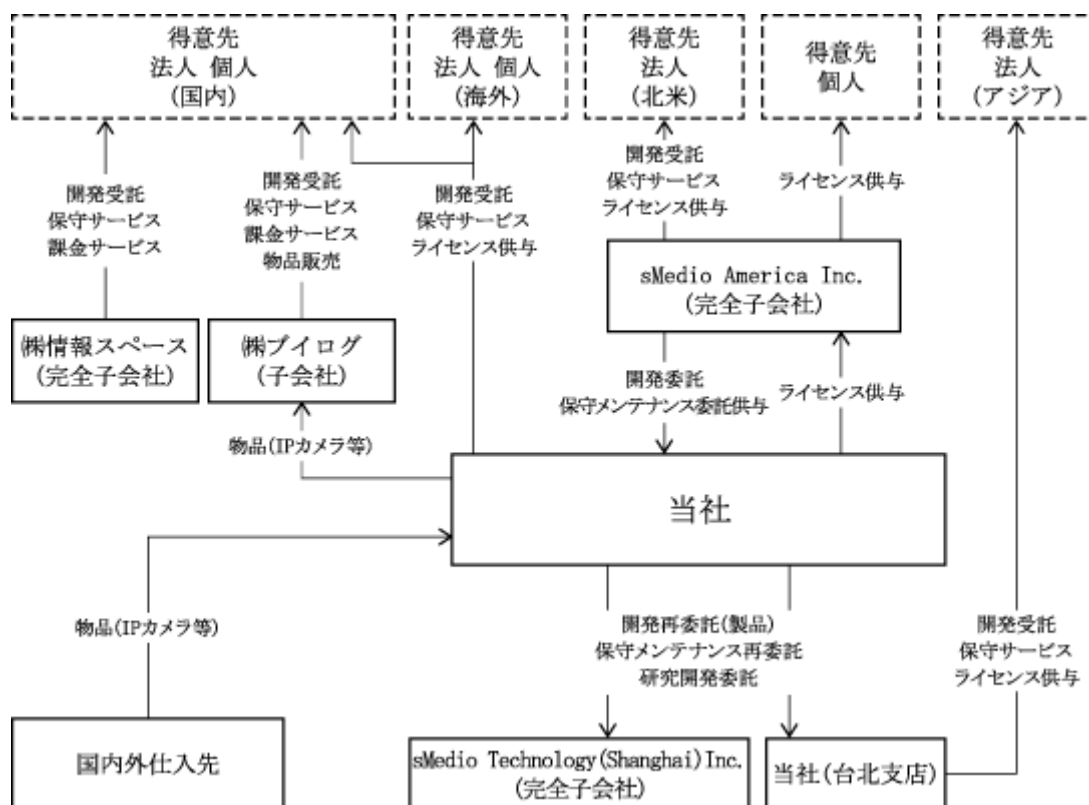 得意先
法人 個人
(国内)
得意先
法人 個人
(海外)
得意先
法人
(北米)
得意先
個人
得意先
法人
(アジア)
開発受託
保守サービス
課金サービス
開発受託
保守サービス
課金サービス
物品販売
開発受託
保守サービス
ライセンス供与
開発受託
保守サービス
ライセンス供与
ライセンス供与
sMedio America Inc.
(完全子会社)
㈱情報スペース
(完全子会社)
㈱ブイログ
(子会社)
開発委託
保守メンテナンス委託供与
ライセンス供与
物品(IPカメラ等)
当社
物品(IPカメラ等)
開発再委託(製品)
保守メンテナンス再委託
研究開発委託
開発受託
保守サービス
ライセンス供与
国内外仕入先
sMedio Technology(Shanghai)Inc.
(完全子会社)
当社(台北支店)